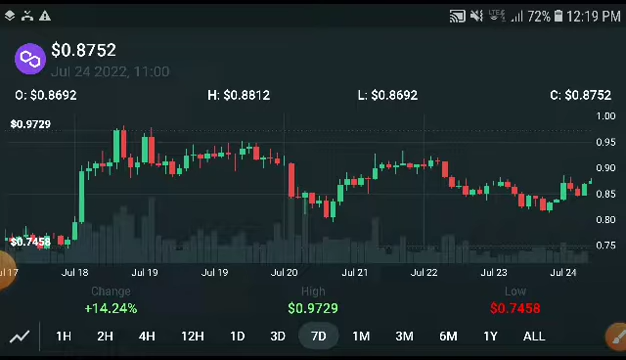 72% 12:19 PM
$0.8752
Jul 24 2022, 11:00
O: $0.8692 H: $0.8812 L: $0.8692 C: $0.8752
1.00
$0.9729
0.95
0.90
0.85
0.80
$0.7458
0.75
Jul 18 Jul 19 Jul 19 Jul 20 Jul 21 Jul 22 Jul 23 Jul 24
Change High Low
+14.24% $0.9729 $0.7458
1H 2H 4H 12H 1D 3D 7D 1M 3M 6M 1Y ALL